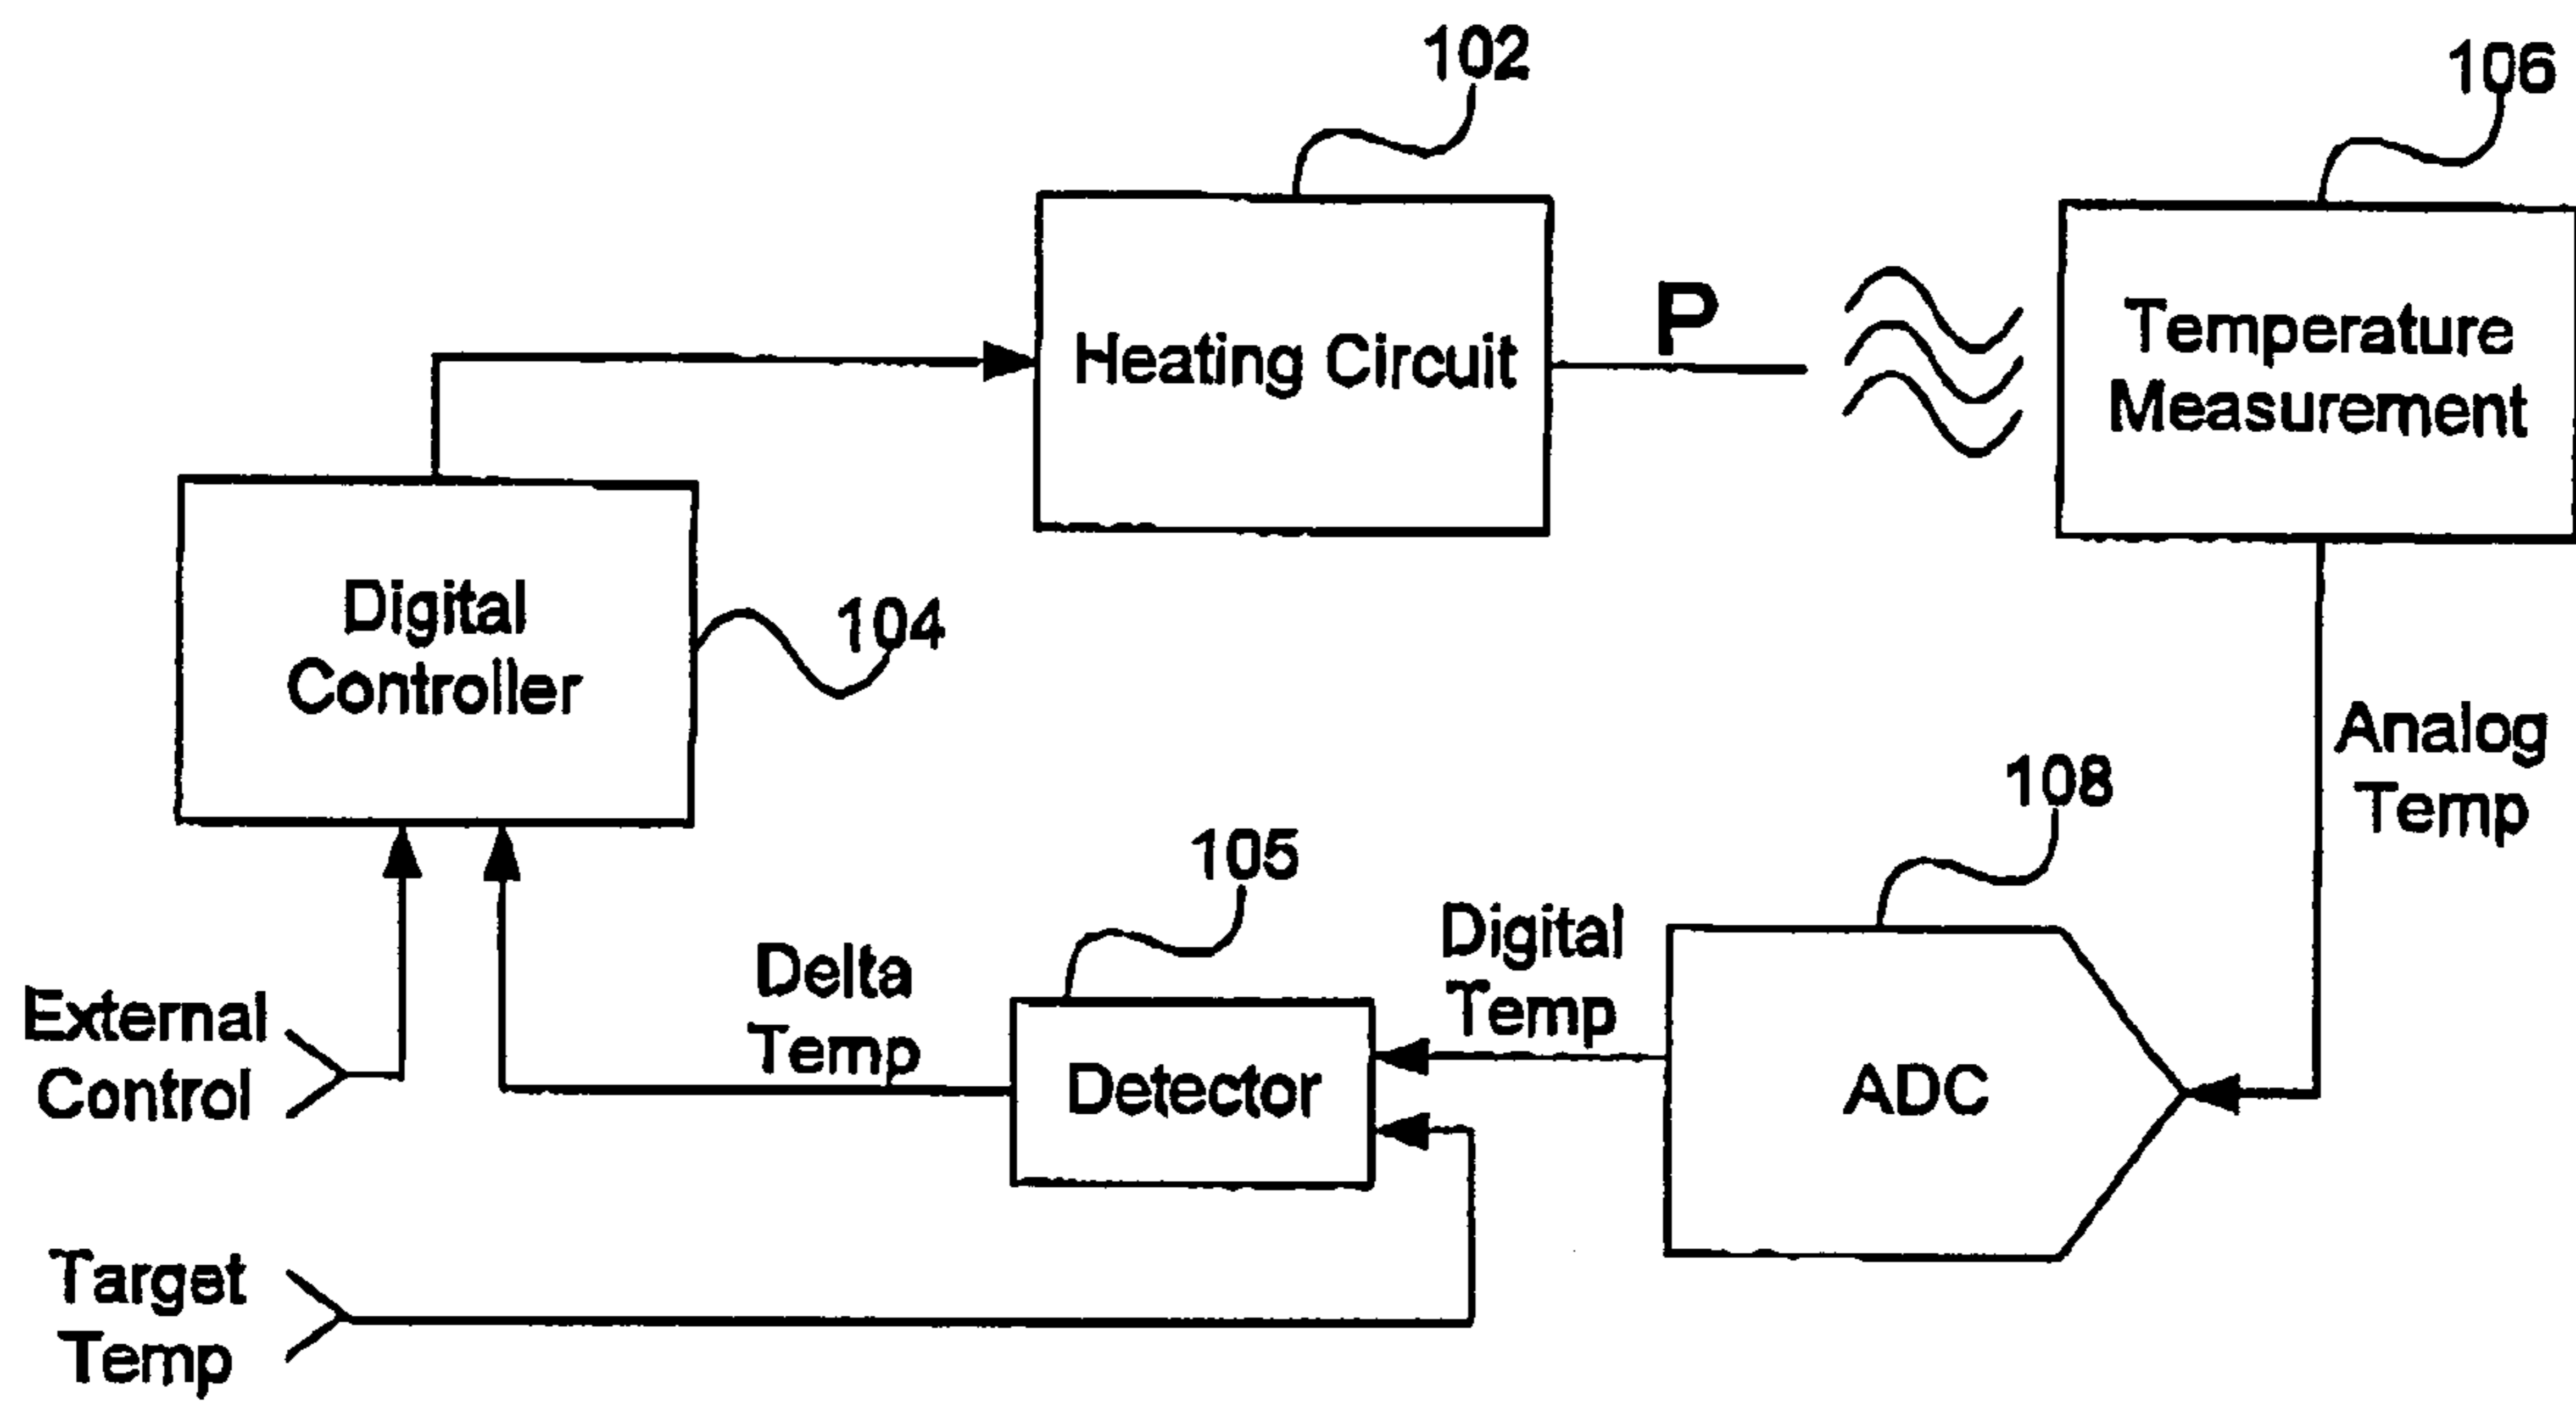 102
106
Heating Circuit
P
Temperature
Measurement
Digital
Controller
104
Analog
Temp
108
105
Digital
Temp
Delta
Temp
External
Control
Detector
ADC
Target
Temp